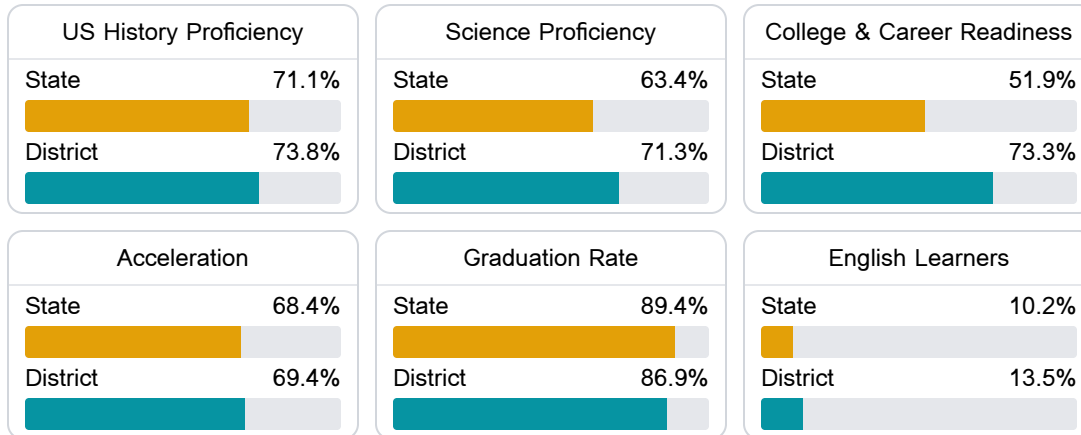 US History Proficiency
State 71.1%
District 73.8%
Science Proficiency
State 63.4%
District 71.3%
College & Career Readiness
State 51.9%
District 73.3%
Acceleration
State 68.4%
District 69.4%
Graduation Rate
State 89.4%
District 86.9%
English Learners
State 10.2%
District 13.5%